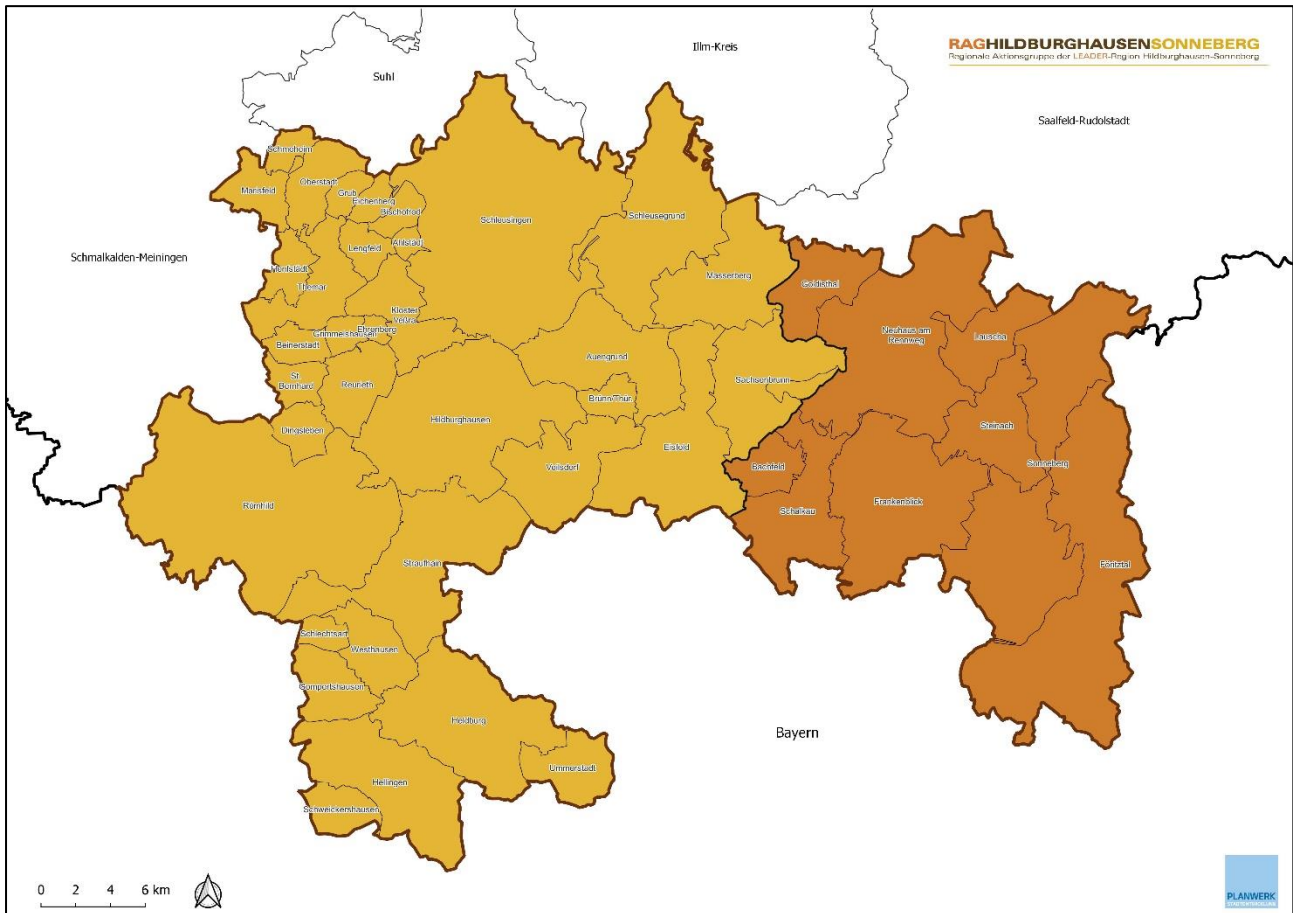 RAGHILDBURGHAUSENSONNEBERG
Regionale Aktionsgruppe der LEADER-Region Hildburghausen-Sonneberg
Illm-Kreis
Suhl
Saalfeld-Rudolstadt
Schmalkalden-Meiningen
Bayern
Schmeheim
Marisfeld
Oberstadt
Grub
Eichenberg
Bischofrod
Schleusingen
Schleusegrund
Lengfeld
Ahlstädt
Masserberg
Goldisthal
Themar
Kloster
Veßra
Neuhaus am
Rennweg
Lauscha
Ehrenberg
Grimmelshausen
Beinerstadt
Auengrund
Sachsenbrunn
St.
Bernhard
Reurieth
Brunn/Thür.
Hildburghausen
Steinach
Dingsleben
Eisfeld
Sonneberg
Veilsdorf
Bachfeld
Römhild
Schalkau
Frankenblick
Straufhain
Föritztal
Schlechtsart
Westhausen
Gompertshausen
Heldburg
Ummerstadt
Hellingen
Schweickershausen
0 2 4 6 km
PLANWERK
STADTENTWICKLUNG